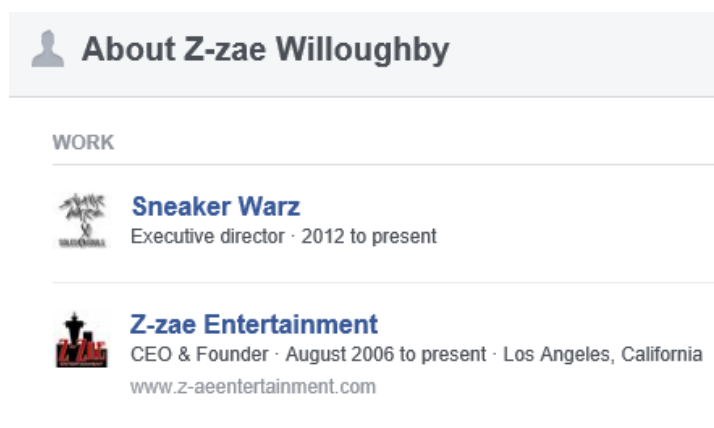 About Z-zae Willoughby
WORK
Sneaker Warz
Executive director · 2012 to present
Z-zae Entertainment
CEO & Founder · August 2006 to present · Los Angeles, California
www.z-aeentertainment.com
Z-ZAE